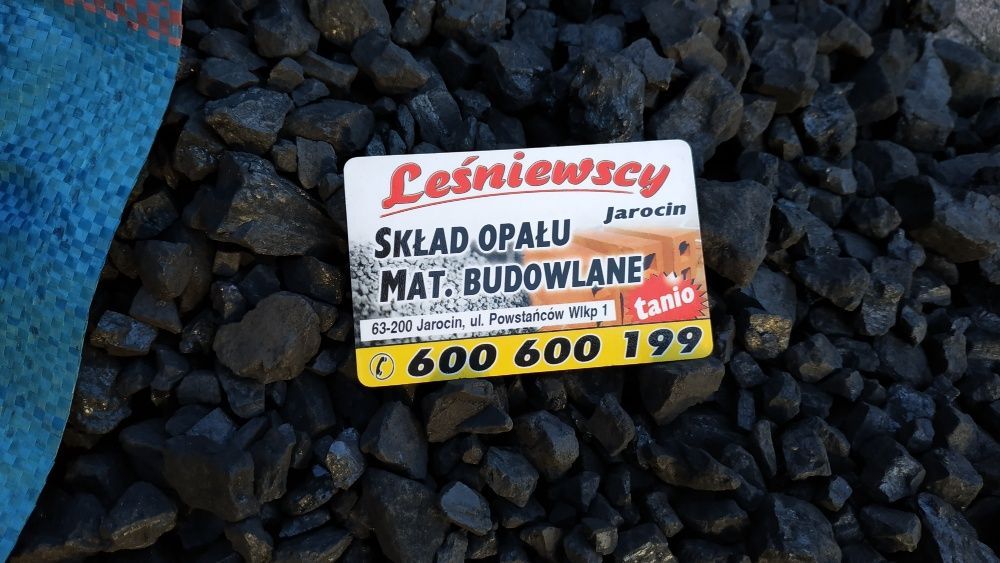 Leśniewscy
Jarocin
SKŁAD OPAŁU
MAT. BUDOWLANE
tanio
63-200 Jarocin, ul. Powstańców Wlkp 1
600 600 199